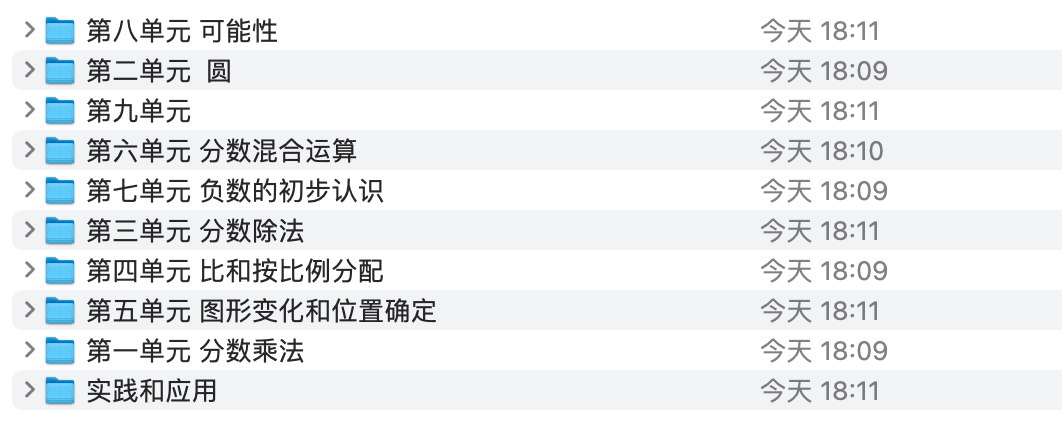 第八单元 可能性 今天 18:11
第二单元  圆 今天 18:09
第九单元 今天 18:11
第六单元 分数混合运算 今天 18:10
第七单元 负数的初步认识 今天 18:09
第三单元 分数除法 今天 18:11
第四单元 比和按比例分配 今天 18:09
第五单元 图形变化和位置确定 今天 18:11
第一单元 分数乘法 今天 18:09
实践和应用 今天 18:11